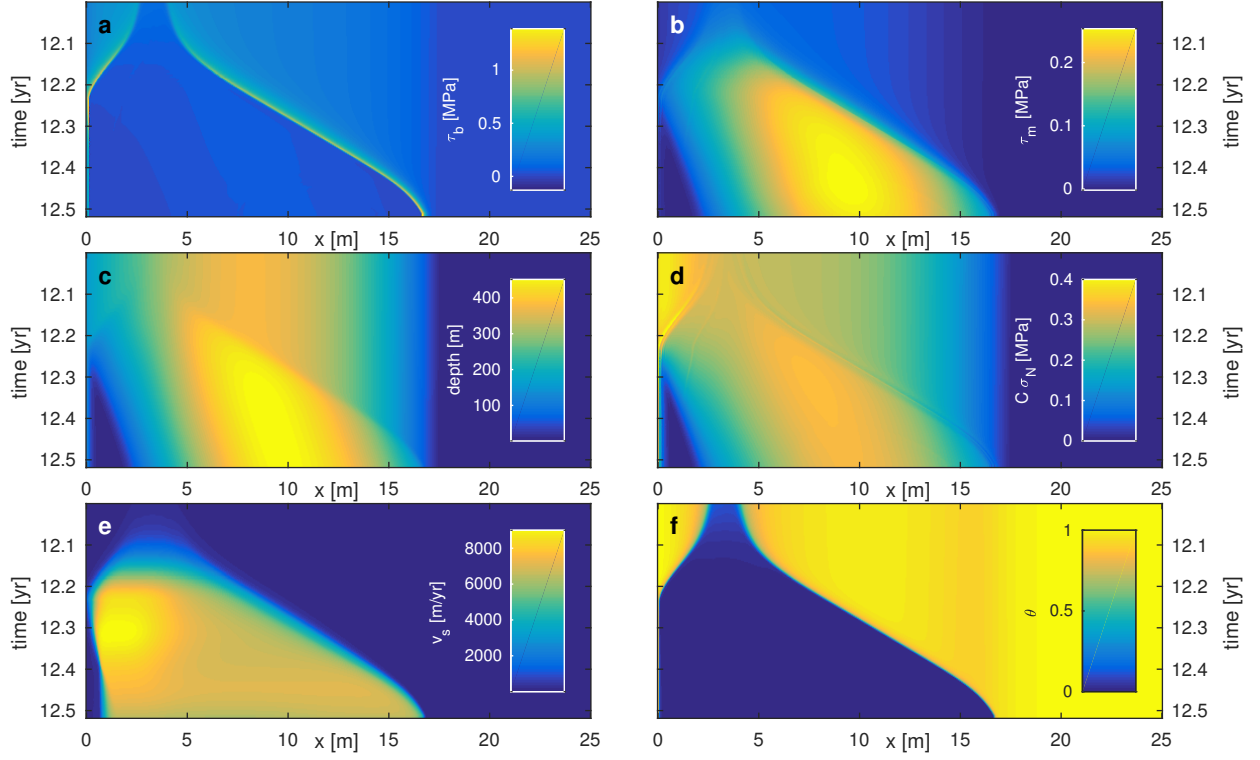 a
12.1
12.2
12.3
12.4
12.5
time [yr]
0 5 10 15 20 25
x [m]
1
0.5
0
τ_b [MPa]
b
12.1
12.2
12.3
12.4
12.5
time [yr]
0 5 10 15 20 25
x [m]
0.2
0.1
0
τ_m [MPa]
c
12.1
12.2
12.3
12.4
12.5
time [yr]
0 5 10 15 20 25
x [m]
400
300
200
100
depth [m]
d
12.1
12.2
12.3
12.4
12.5
time [yr]
0 5 10 15 20 25
x [m]
0.4
0.3
0.2
0.1
0
C σ_N [MPa]
e
12.1
12.2
12.3
12.4
12.5
time [yr]
0 5 10 15 20 25
x [m]
8000
6000
4000
2000
v_s [m/yr]
f
12.1
12.2
12.3
12.4
12.5
time [yr]
0 5 10 15 20 25
x [m]
1
0.5
0
θ